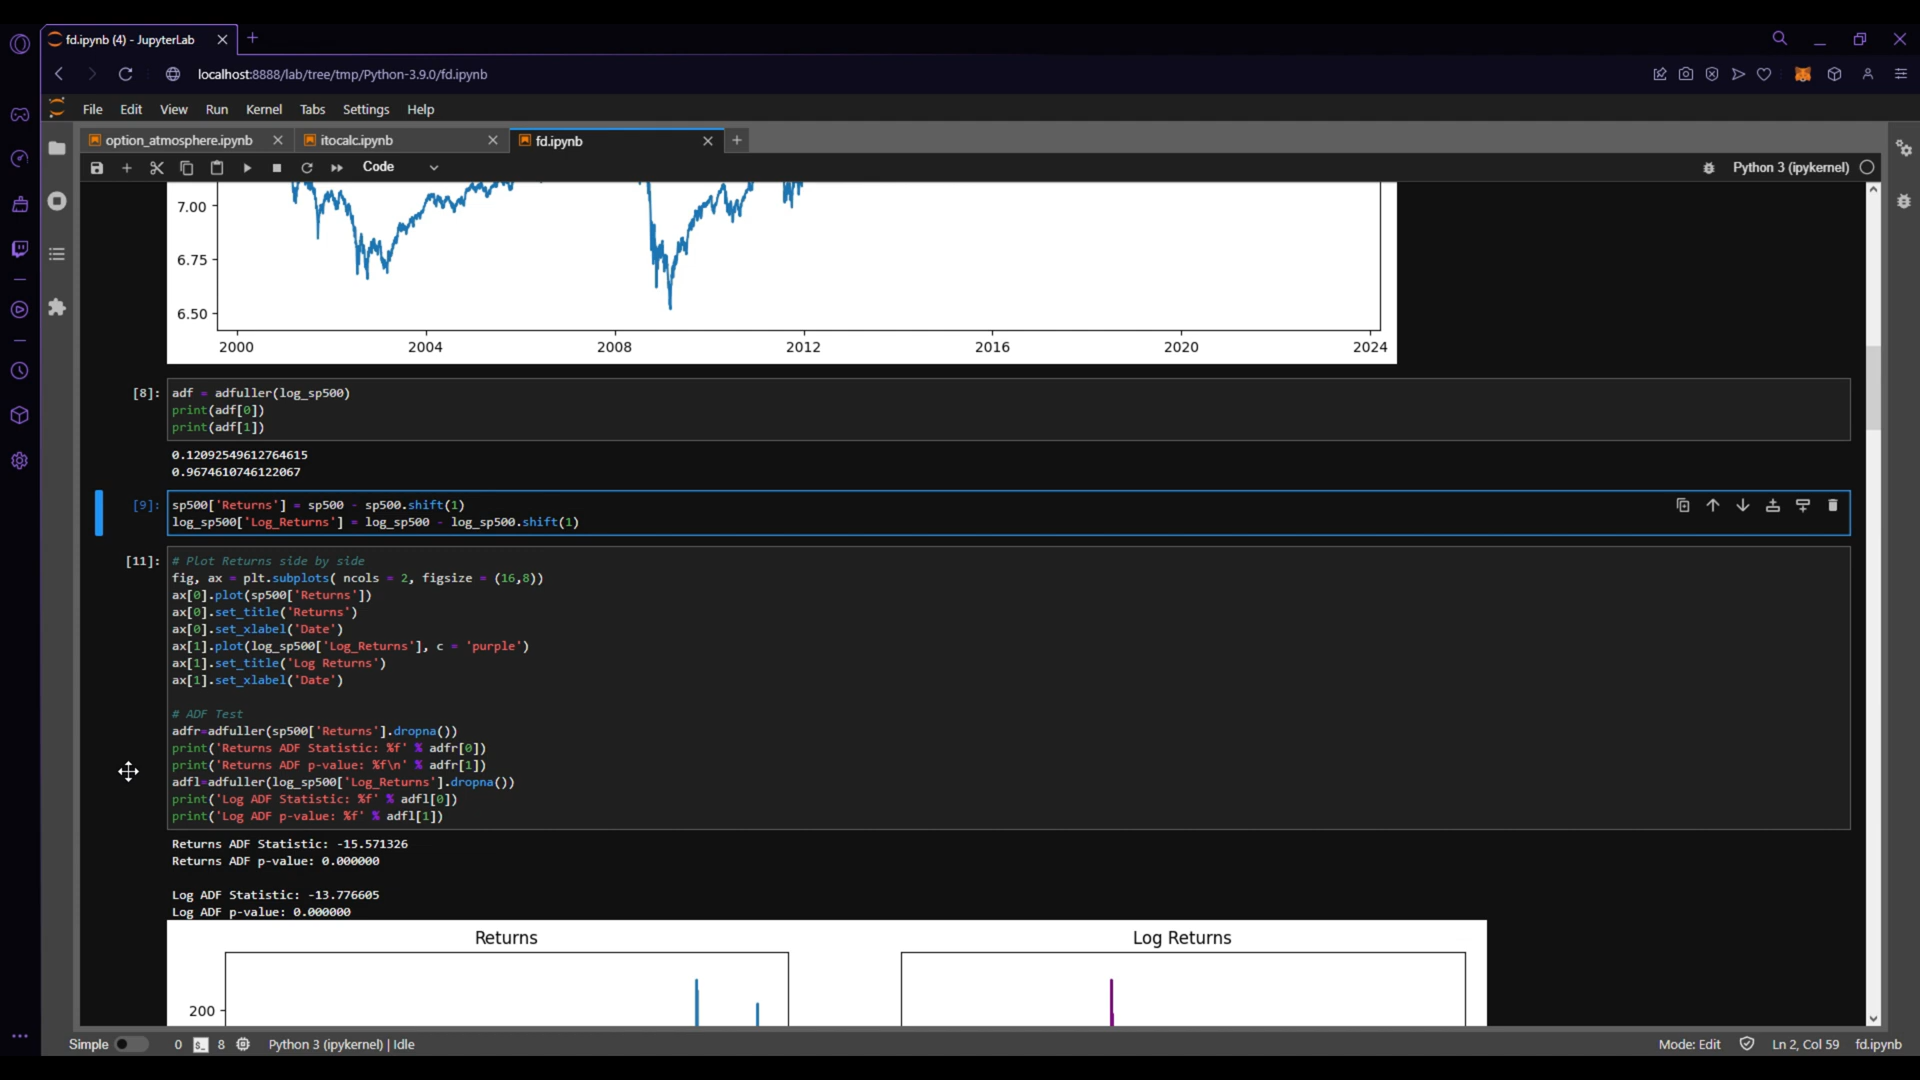 fd.ipynb (4) - JupyterLab
localhost:8888/lab/tree/tmp/Python-3.9.0/fd.ipynb
File Edit View Run Kernel Tabs Settings Help
option_atmosphere.ipynb itocalc.ipynb fd.ipynb
Code Python 3 (ipykernel)
7.00
6.75
6.50
2000 2004 2008 2012 2016 2020 2024
[8]: adf = adfuller(log_sp500)
print(adf[0])
print(adf[1])
0.12092549612764615
0.9674610746122067
[9]: sp500['Returns'] = sp500 - sp500.shift(1)
log_sp500['Log_Returns'] = log_sp500 - log_sp500.shift(1)
[11]: # Plot Returns side by side
fig, ax = plt.subplots( ncols = 2, figsize = (16,8))
ax[0].plot(sp500['Returns'])
ax[0].set_title('Returns')
ax[0].set_xlabel('Date')
ax[1].plot(log_sp500['Log_Returns'], c = 'purple')
ax[1].set_title('Log Returns')
ax[1].set_xlabel('Date')
# ADF Test
adfr=adfuller(sp500['Returns'].dropna())
print('Returns ADF Statistic: %f' % adfr[0])
print('Returns ADF p-value: %f\n' % adfr[1])
adfl=adfuller(log_sp500['Log_Returns'].dropna())
print('Log ADF Statistic: %f' % adfl[0])
print('Log ADF p-value: %f' % adfl[1])
Returns ADF Statistic: -15.571326
Returns ADF p-value: 0.000000
Log ADF Statistic: -13.776605
Log ADF p-value: 0.000000
Returns Log Returns
200
Simple 0 $_ 8 Python 3 (ipykernel) | Idle Mode: Edit Ln 2, Col 59 fd.ipynb